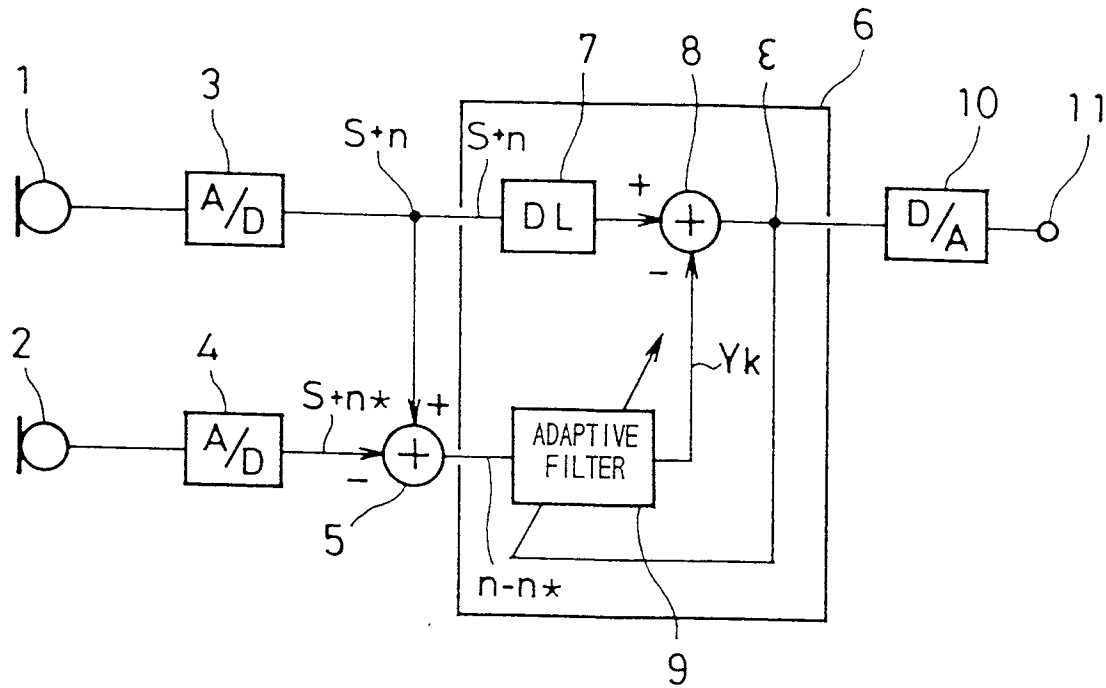 1
3
S+n
S+n
7
8
ε
6
10
11
A/D
DL
+
+
D/A
-
2
4
S+n*
+
Yk
A/D
-
+
ADAPTIVE
FILTER
5
n-n*
9